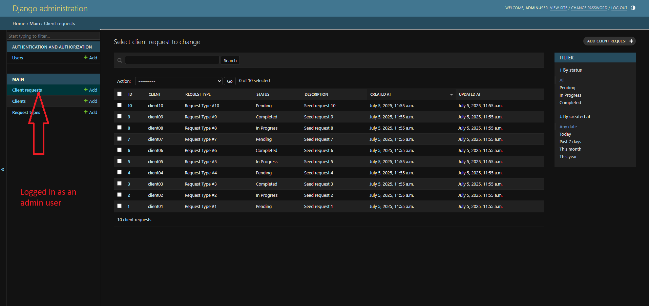 Django administration
WELCOME, ADMIN. VIEW SITE / CHANGE PASSWORD / LOG OUT
Home › Main › Client requests
Start typing to filter...
AUTHENTICATION AND AUTHORIZATION
Users + Add
MAIN
Client requests + Add
Clients + Add
Request types + Add
Logged in as an
admin user
«
Select client request to change
ADD CLIENT REQUEST +
Search
Action: --------- Go 0 of 10 selected
ID CLIENT REQUEST TYPE STATUS DESCRIPTION CREATED AT UPDATED AT
10 client10 Request Type #10 Pending Seed request 10 July 5, 2025, 11:55 a.m. July 5, 2025, 11:55 a.m.
9 client09 Request Type #9 Completed Seed request 9 July 5, 2025, 11:55 a.m. July 5, 2025, 11:55 a.m.
8 client08 Request Type #8 In Progress Seed request 8 July 5, 2025, 11:55 a.m. July 5, 2025, 11:55 a.m.
7 client07 Request Type #7 Pending Seed request 7 July 5, 2025, 11:55 a.m. July 5, 2025, 11:55 a.m.
6 client06 Request Type #6 Completed Seed request 6 July 5, 2025, 11:55 a.m. July 5, 2025, 11:55 a.m.
5 client05 Request Type #5 In Progress Seed request 5 July 5, 2025, 11:55 a.m. July 5, 2025, 11:55 a.m.
4 client04 Request Type #4 Pending Seed request 4 July 5, 2025, 11:55 a.m. July 5, 2025, 11:55 a.m.
3 client03 Request Type #3 Completed Seed request 3 July 5, 2025, 11:55 a.m. July 5, 2025, 11:55 a.m.
2 client02 Request Type #2 In Progress Seed request 2 July 5, 2025, 11:55 a.m. July 5, 2025, 11:55 a.m.
1 client01 Request Type #1 Pending Seed request 1 July 5, 2025, 11:55 a.m. July 5, 2025, 11:55 a.m.
10 client requests
FILTER
↓ By status
All
Pending
In Progress
Completed
↓ By created at
Any date
Today
Past 7 days
This month
This year